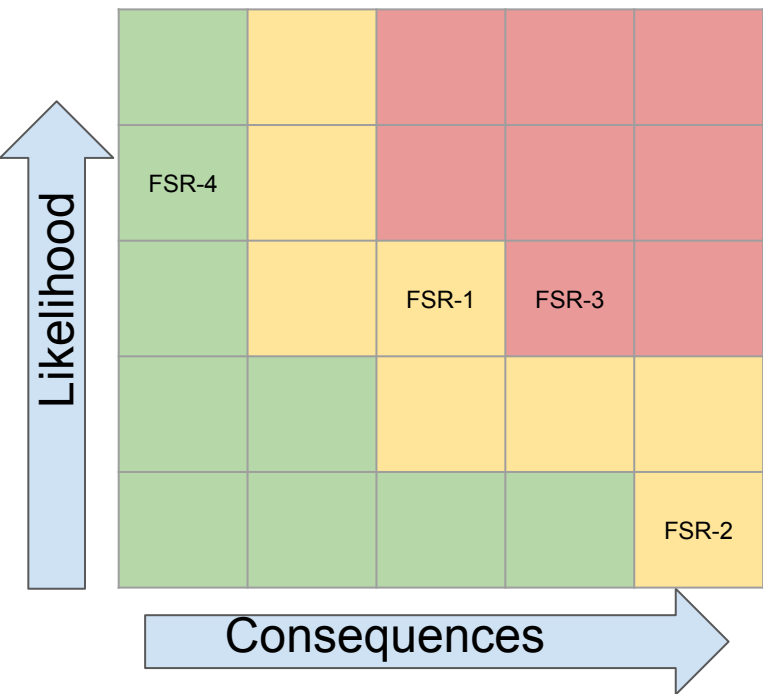 FSR-4
Likelihood
FSR-1
FSR-3
FSR-2
Consequences